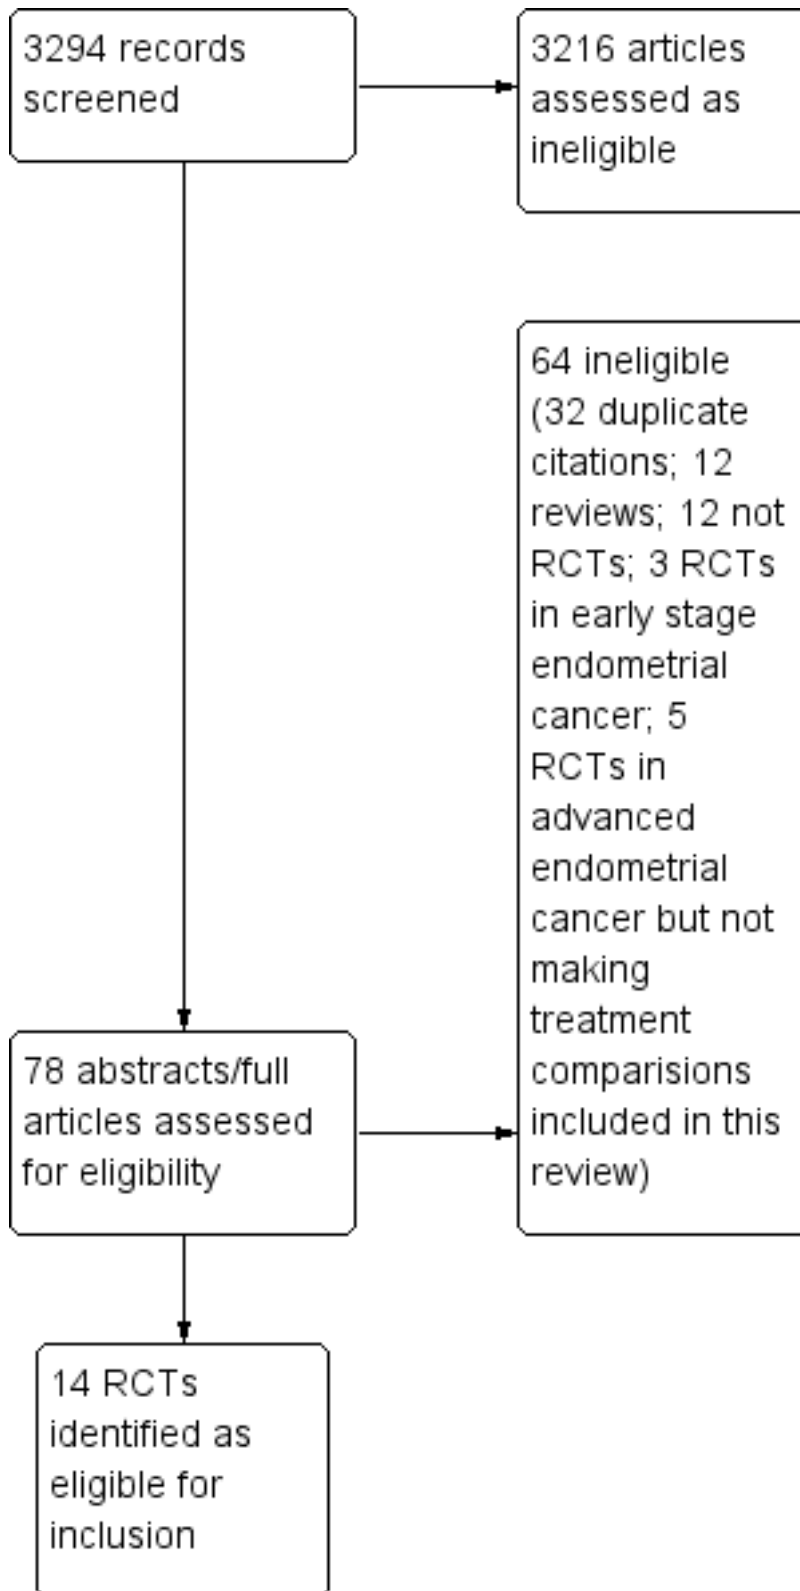 3294 records
screened
3216 articles
assessed as
ineligible
64 ineligible
(32 duplicate
citations; 12
reviews; 12 not
RCTs; 3 RCTs
in early stage
endometrial
cancer; 5
RCTs in
advanced
endometrial
cancer but not
making
treatment
comparisions
included in this
review)
78 abstracts/full
articles assessed
for eligibility
14 RCTs
identified as
eligible for
inclusion